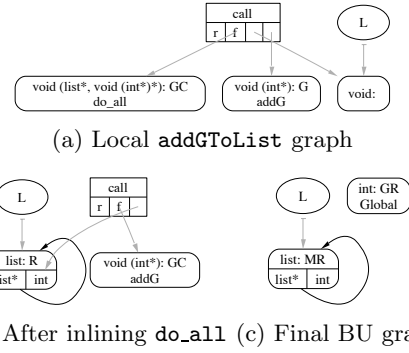 call
L
r f
void (list*, void (int*)*): GC
do_all
void (int*): G
addG
void:
(a) Local addGToList graph
L
call
r f
L
int: GR
Global
list: R
list* int
void (int*): GC
addG
list: MR
list* int
After inlining do_all (c) Final BU gra